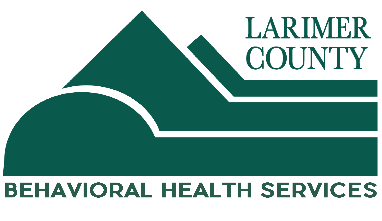 LARIMER
COUNTY
BEHAVIORAL HEALTH SERVICES